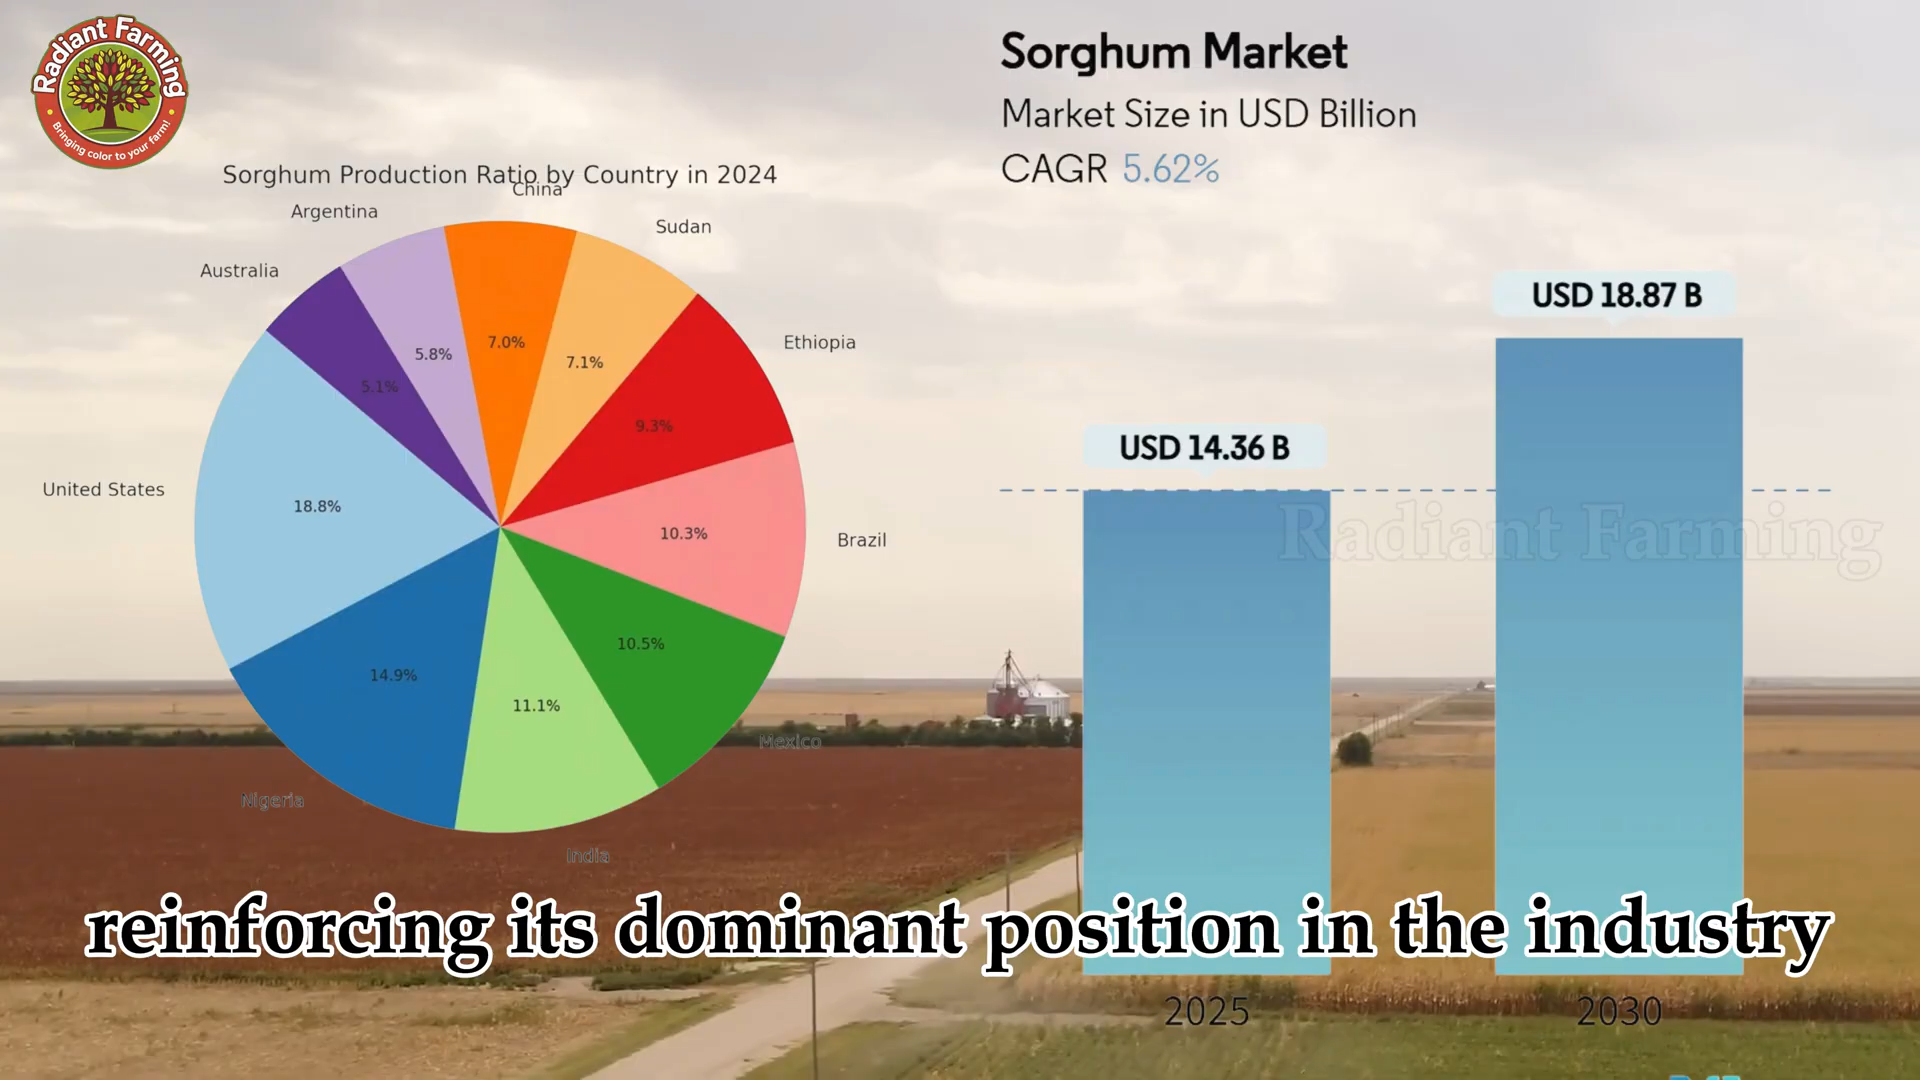 Radiant Farming
Bringing color to your farm!
Sorghum Production Ratio by Country in 2024
China
Argentina
Sudan
Australia
Ethiopia
United States
Brazil
Mexico
Nigeria
India
5.8%
7.0%
7.1%
5.1%
9.3%
18.8%
10.3%
14.9%
10.5%
11.1%
Sorghum Market
Market Size in USD Billion
CAGR 5.62%
USD 18.87 B
USD 14.36 B
Radiant Farming
reinforcing its dominant position in the industry
2025
2030